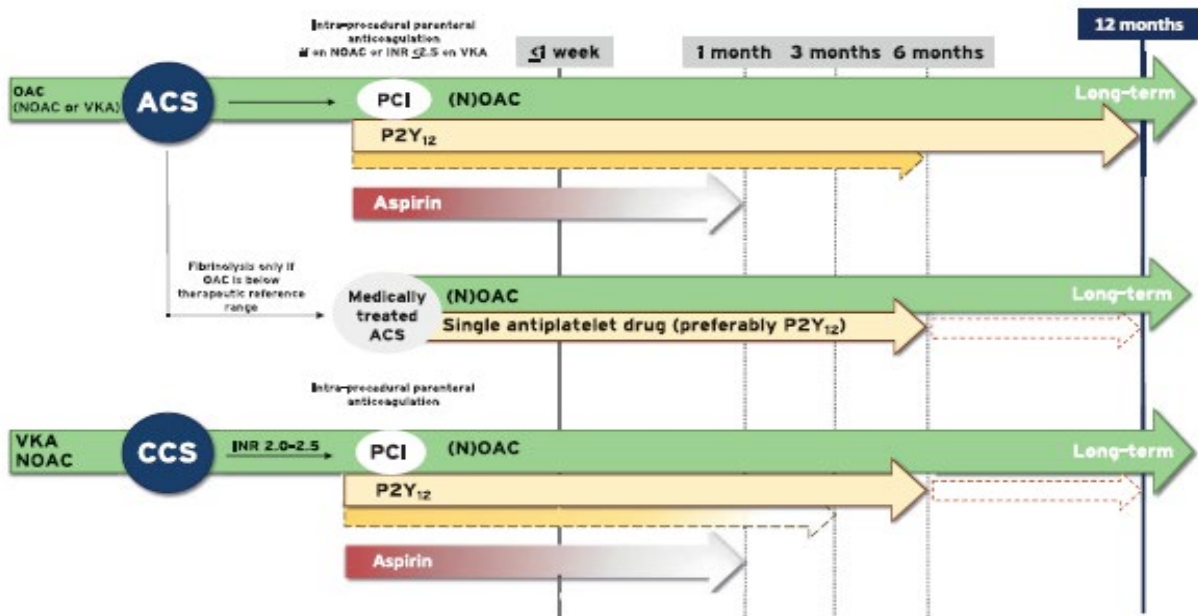 Intra-procedural parenteral
anticoagulation
if on NOAC or INR ≤2.5 on VKA
≤1 week
1 month
3 months
6 months
12 months
OAC
(NOAC or VKA)
ACS
PCI
(N)OAC
Long-term
P2Y₁₂
Aspirin
Fibrinolysis only if
OAC is below
therapeutic reference
range
Medically
treated
ACS
(N)OAC
Long-term
Single antiplatelet drug (preferably P2Y₁₂)
Intra-procedural parenteral
anticoagulation
VKA
NOAC
CCS
INR 2.0-2.5
PCI
(N)OAC
Long-term
P2Y₁₂
Aspirin